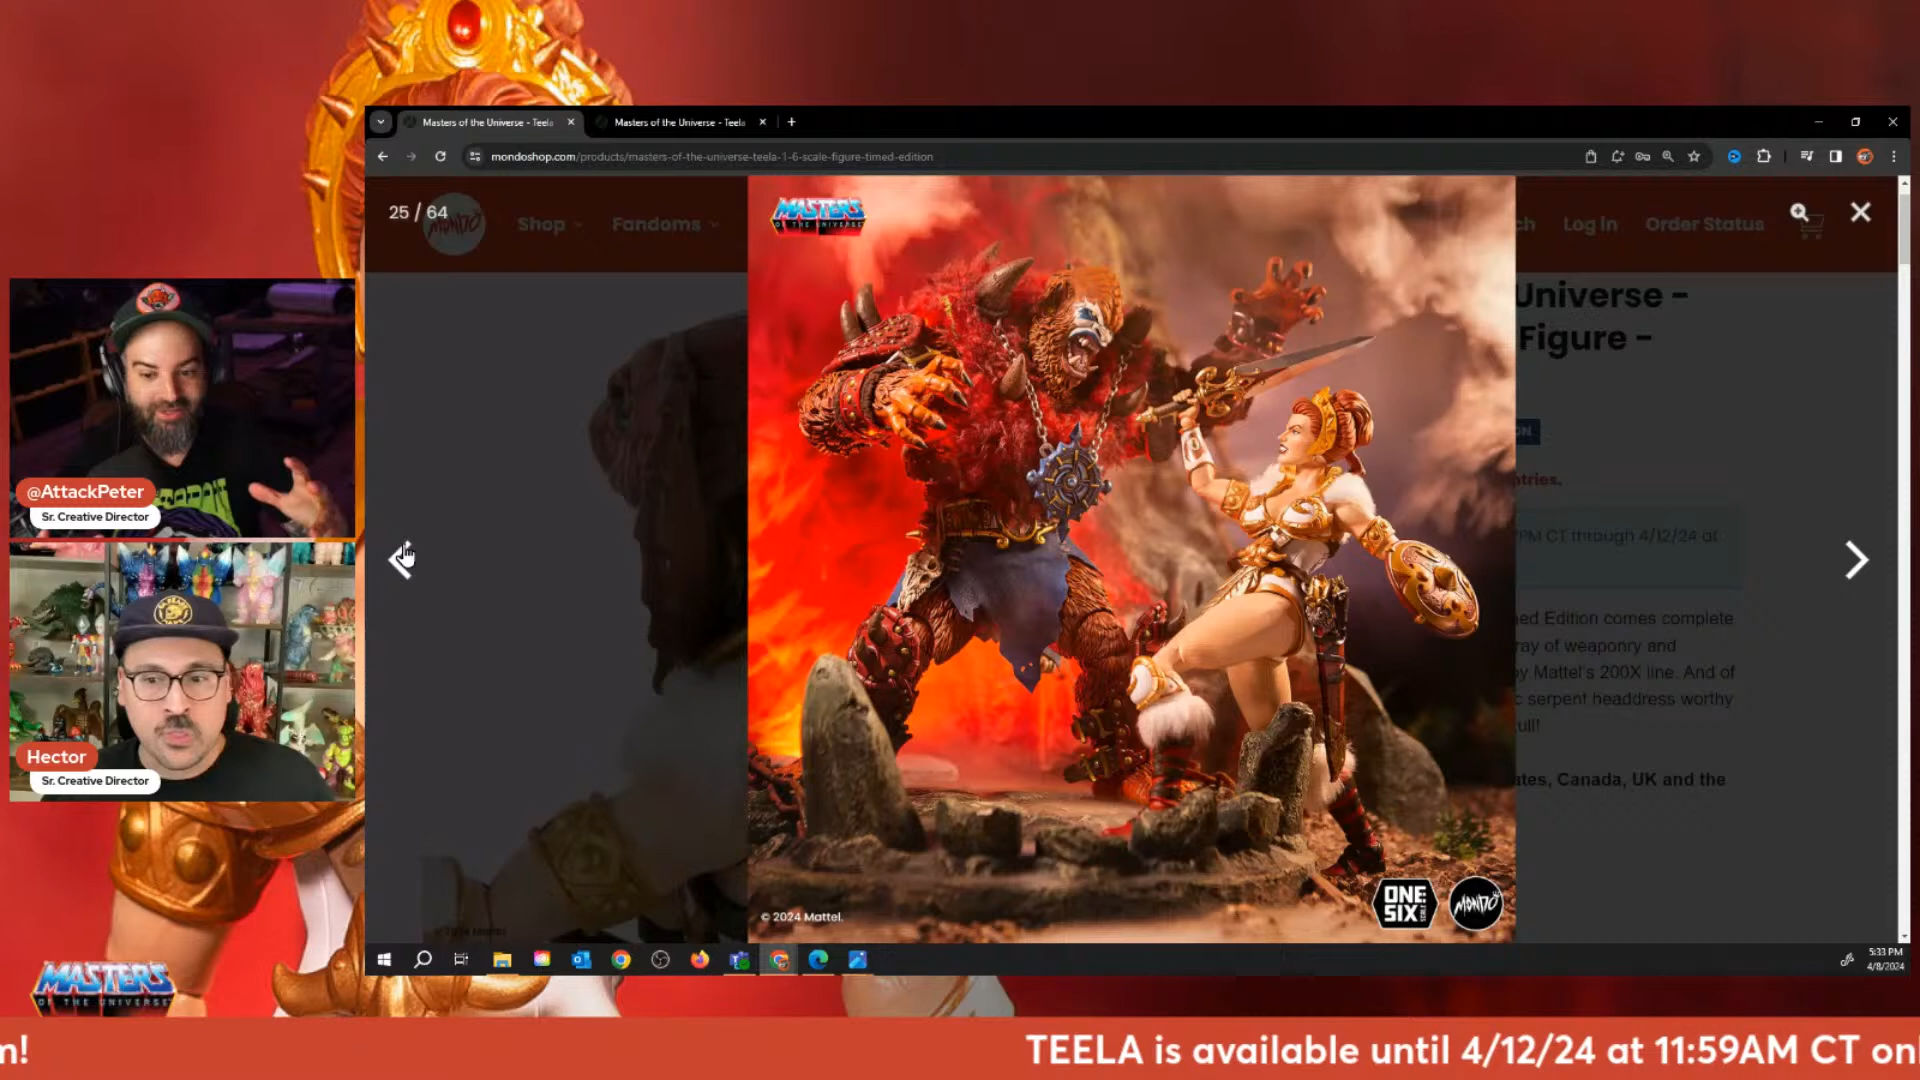 Masters of the Universe - Teela
Masters of the Universe - Teela
mondoshop.com/products/masters-of-the-universe-teela-1-6-scale-figure-timed-edition
25 / 64
MONDO
Shop
Fandoms
Log In
Order Status
MASTERS
OF THE UNIVERSE
Universe -
Figure -
PM CT through 4/12/24 at
Edition comes complete
of weaponry and
by Mattel's 200X line. And of
serpent headdress worthy
Canada, UK and the
© 2024 Mattel.
ONE
SIX
SCALE
MONDO
@AttackPeter
Sr. Creative Director
Hector
Sr. Creative Director
5:33 PM
4/8/2024
MASTERS
OF THE UNIVERSE
m!
TEELA is available until 4/12/24 at 11:59AM CT on